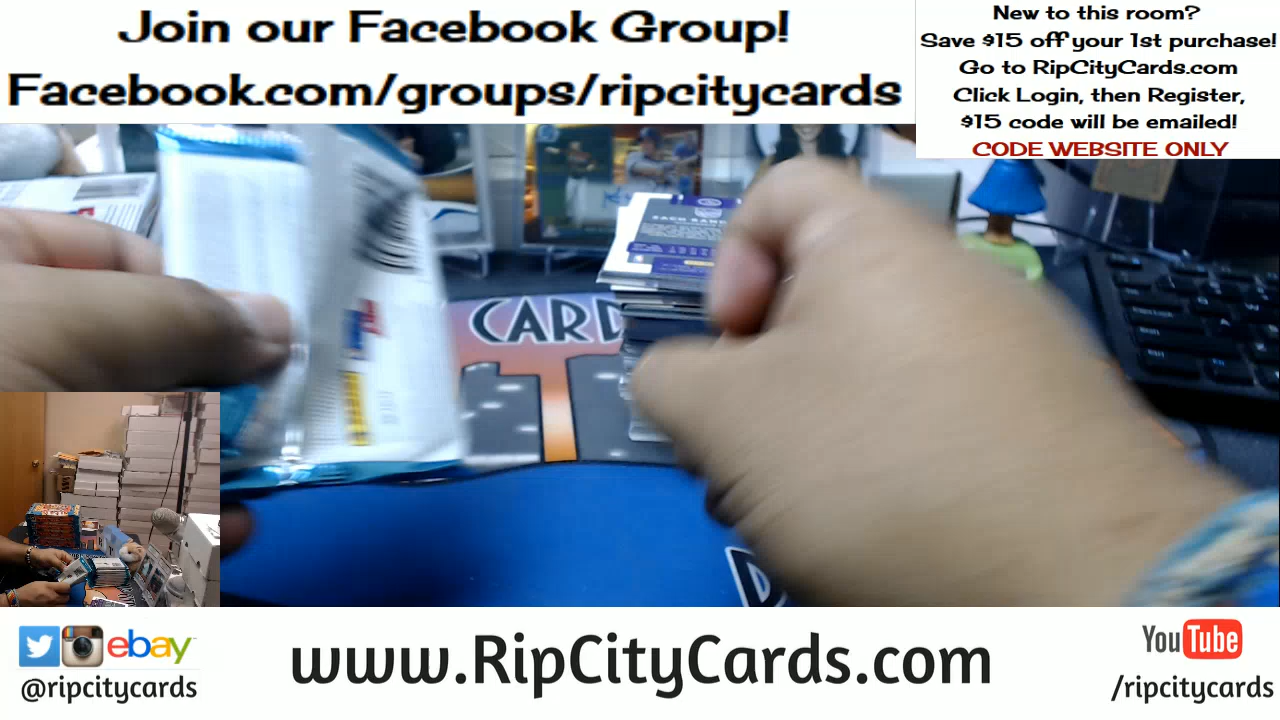 Join our Facebook Group!
Facebook.com/groups/ripcitycards
New to this room?
Save $15 off your 1st purchase!
Go to RipCityCards.com
Click Login, then Register,
$15 code will be emailed!
CODE WEBSITE ONLY
CARD
D
ebay
@ripcitycards
www.RipCityCards.com
YouTube
/ripcitycards